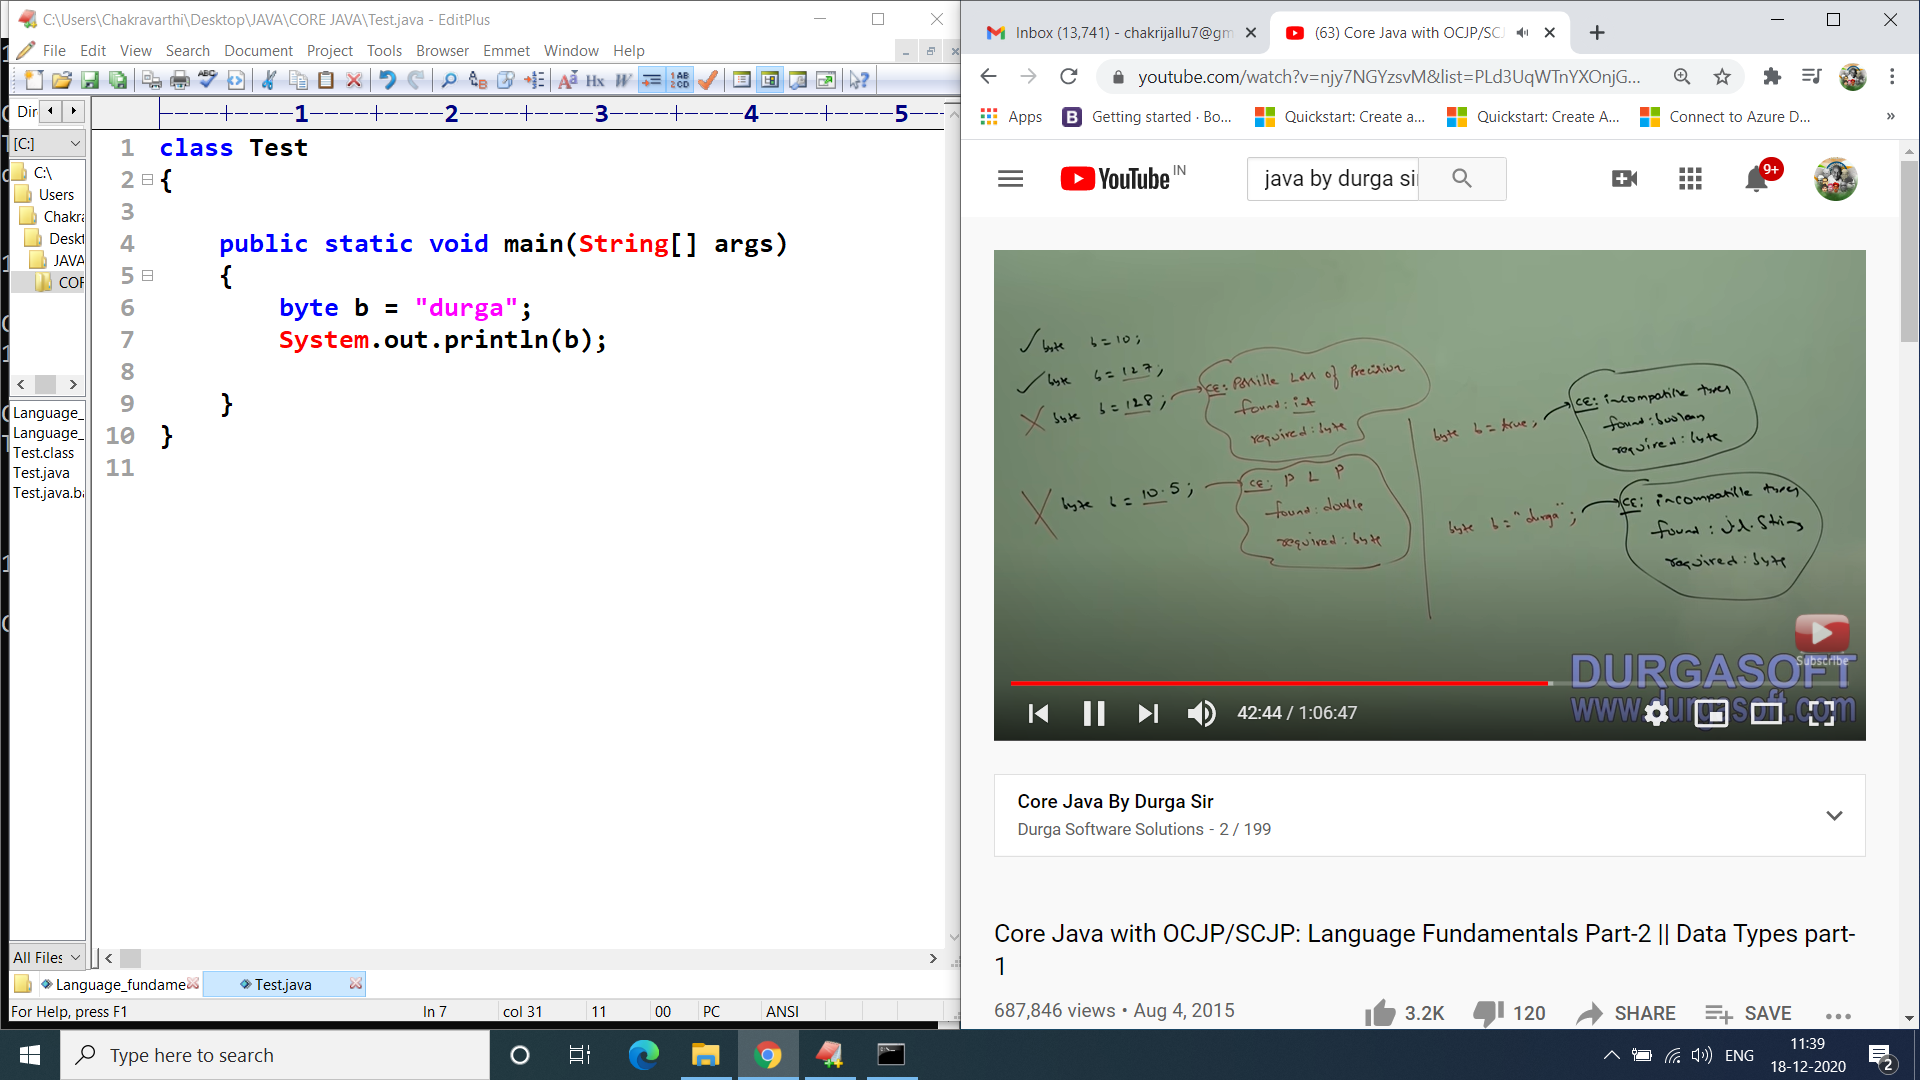 C:\Users\Chakravarthi\Desktop\JAVA\CORE JAVA\Test.java - EditPlus
File Edit View Search Document Project Tools Browser Emmet Window Help
Dir
[C:]
C:\
Users
Chakra
Deskt
JAVA
COR
Language_
Language_
Test.class
Test.java
Test.java.ba
All Files
----+----1----+----2----+----3----+----4----+----5--
1 class Test
2 {
3
4 public static void main(String[] args)
5 {
6 byte b = "durga";
7 System.out.println(b);
8
9 }
10 }
11
Language_fundame Test.java
For Help, press F1 ln 7 col 31 11 00 PC ANSI
Inbox (13,741) - chakrijallu7@gm
(63) Core Java with OCJP/SCJ
youtube.com/watch?v=njy7NGYzsvM&list=PLd3UqWTnYXOnjG...
Apps Getting started · Bo... Quickstart: Create a... Quickstart: Create A... Connect to Azure D... »
YouTube IN
java by durga sir
9+
byte b = 10;
byte b = 127;
byte b = 128;
CE: Possible Loss of Precision
found: int
required: byte
byte b = 10.5;
CE: P L P
found: double
required: byte
byte b = true;
CE: incompatible types
found: boolean
required: byte
byte b = "durga";
CE: incompatible types
found: j.l.String
required: byte
Subscribe
DURGASOFT
www.durgasoft.com
42:44 / 1:06:47
Core Java By Durga Sir
Durga Software Solutions - 2 / 199
Core Java with OCJP/SCJP: Language Fundamentals Part-2 || Data Types part-
1
687,846 views • Aug 4, 2015
3.2K 120 SHARE SAVE
Type here to search
ENG
11:39
18-12-2020
2